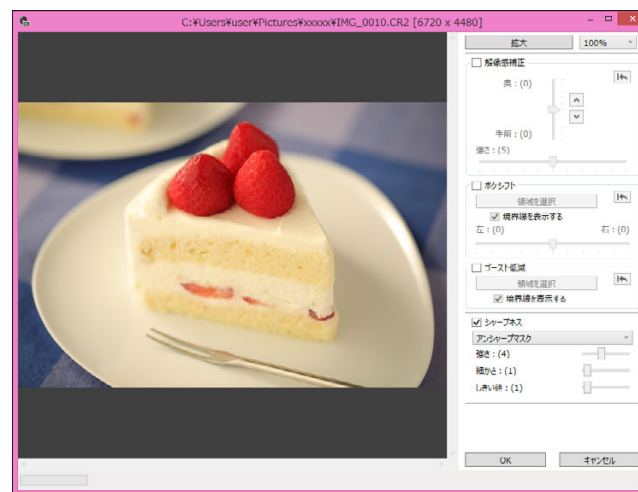 C:¥Users¥user¥Pictures¥xxxxx¥IMG_0010.CR2 [6720 x 4480]
拡大
100%
解像感補正
奥：(0)
手前：(0)
強さ：(5)
ボケシフト
領域を選択
境界線を表示する
左：(0)
右：(0)
ゴースト低減
領域を選択
境界線を表示する
シャープネス
アンシャープマスク
強さ：(4)
細かさ：(1)
しきい値：(1)
OK
キャンセル